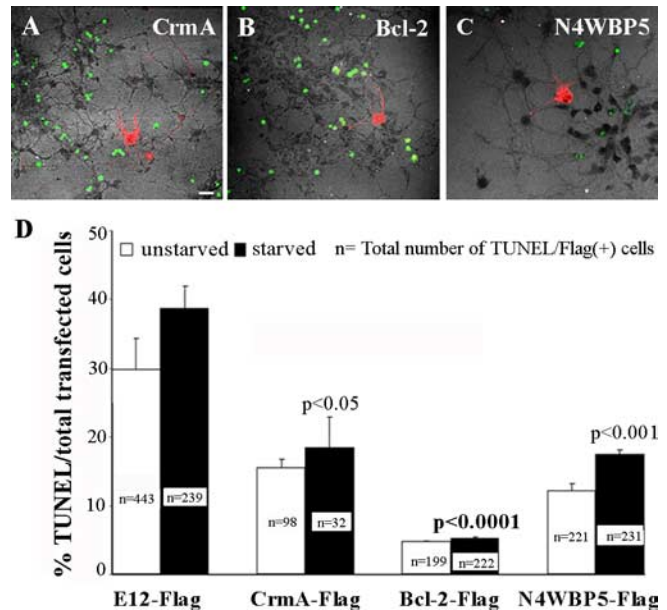 A CrmA
B Bcl-2
C N4WBP5
D
50
40
30
20
10
0
% TUNEL/total transfected cells
unstarved starved n= Total number of TUNEL/Flag(+) cells
p<0.05
p<0.0001
p<0.001
n=443 n=239 n=98 n=32 n=199 n=222 n=221 n=231
E12-Flag CrmA-Flag Bcl-2-Flag N4WBP5-Flag